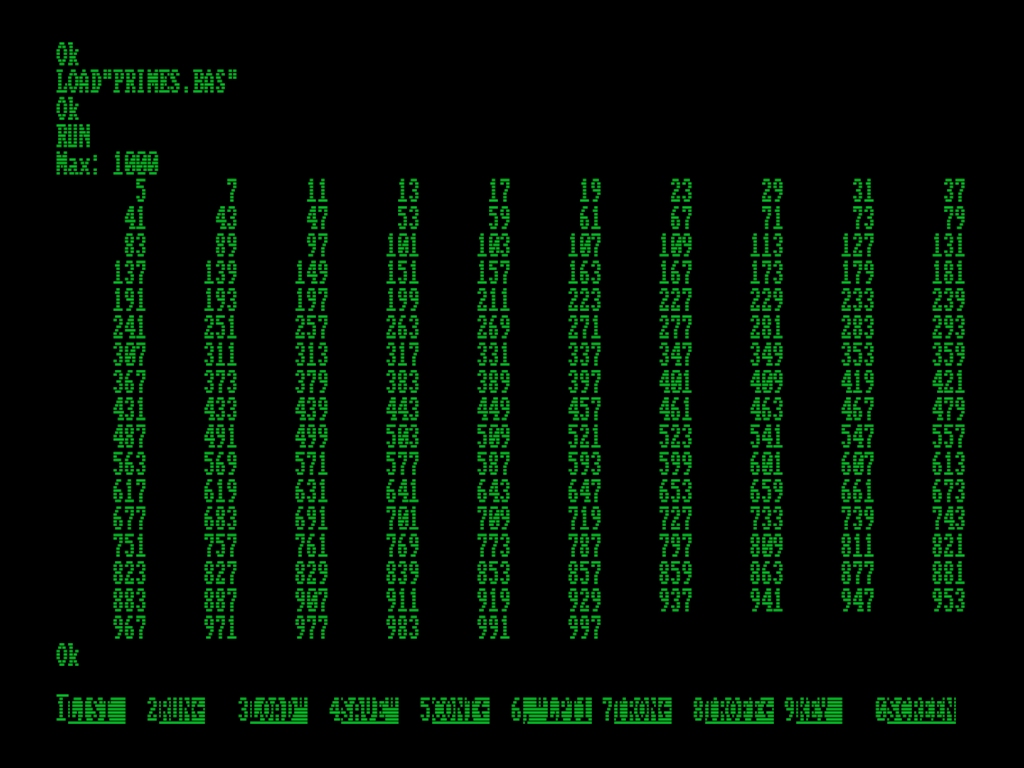 Ok
LOAD"PRIMES.BAS"
Ok
RUN
Max: 1000
5 7 11 13 17 19 23 29 31 37
41 43 47 53 59 61 67 71 73 79
83 89 97 101 103 107 109 113 127 131
137 139 149 151 157 163 167 173 179 181
191 193 197 199 211 223 227 229 233 239
241 251 257 263 269 271 277 281 283 293
307 311 313 317 331 337 347 349 353 359
367 373 379 383 389 397 401 409 419 421
431 433 439 443 449 457 461 463 467 479
487 491 499 503 509 521 523 541 547 557
563 569 571 577 587 593 599 601 607 613
617 619 631 641 643 647 653 659 661 673
677 683 691 701 709 719 727 733 739 743
751 757 761 769 773 787 797 809 811 821
823 827 829 839 853 857 859 863 877 881
883 887 907 911 919 929 937 941 947 953
967 971 977 983 991 997
Ok
1LIST 2RUN← 3LOAD" 4SAVE" 5CONT← 6,"LPT1 7TRON← 8TROFF← 9KEY 0SCREEN